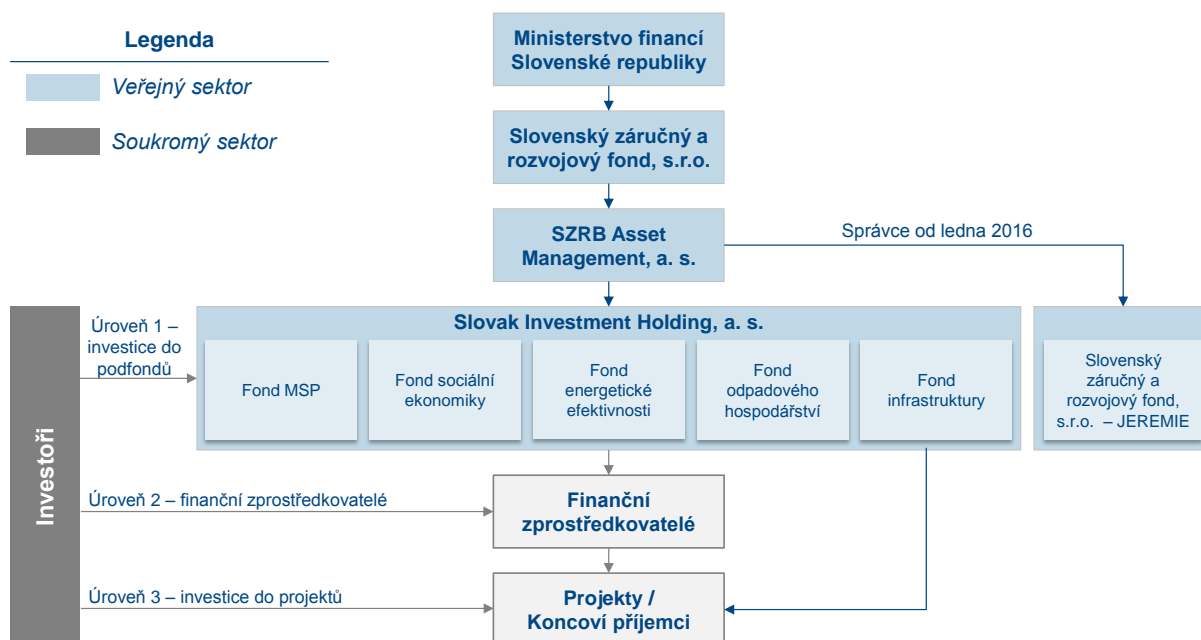 Legenda
Veřejný sektor
Soukromý sektor
Ministerstvo financí
Slovenské republiky
Slovenský záručný a
rozvojový fond, s.r.o.
SZRB Asset
Management, a. s.
Správce od ledna 2016
Investoři
Úroveň 1 –
investice do
podfondů
Slovak Investment Holding, a. s.
Fond MSP
Fond sociální
ekonomiky
Fond
energetické
efektivnosti
Fond
odpadového
hospodářství
Fond
infrastruktury
Slovenský
záručný a
rozvojový fond,
s.r.o. – JEREMIE
Úroveň 2 – finanční zprostředkovatelé
Finanční
zprostředkovatelé
Úroveň 3 – investice do projektů
Projekty /
Koncoví příjemci